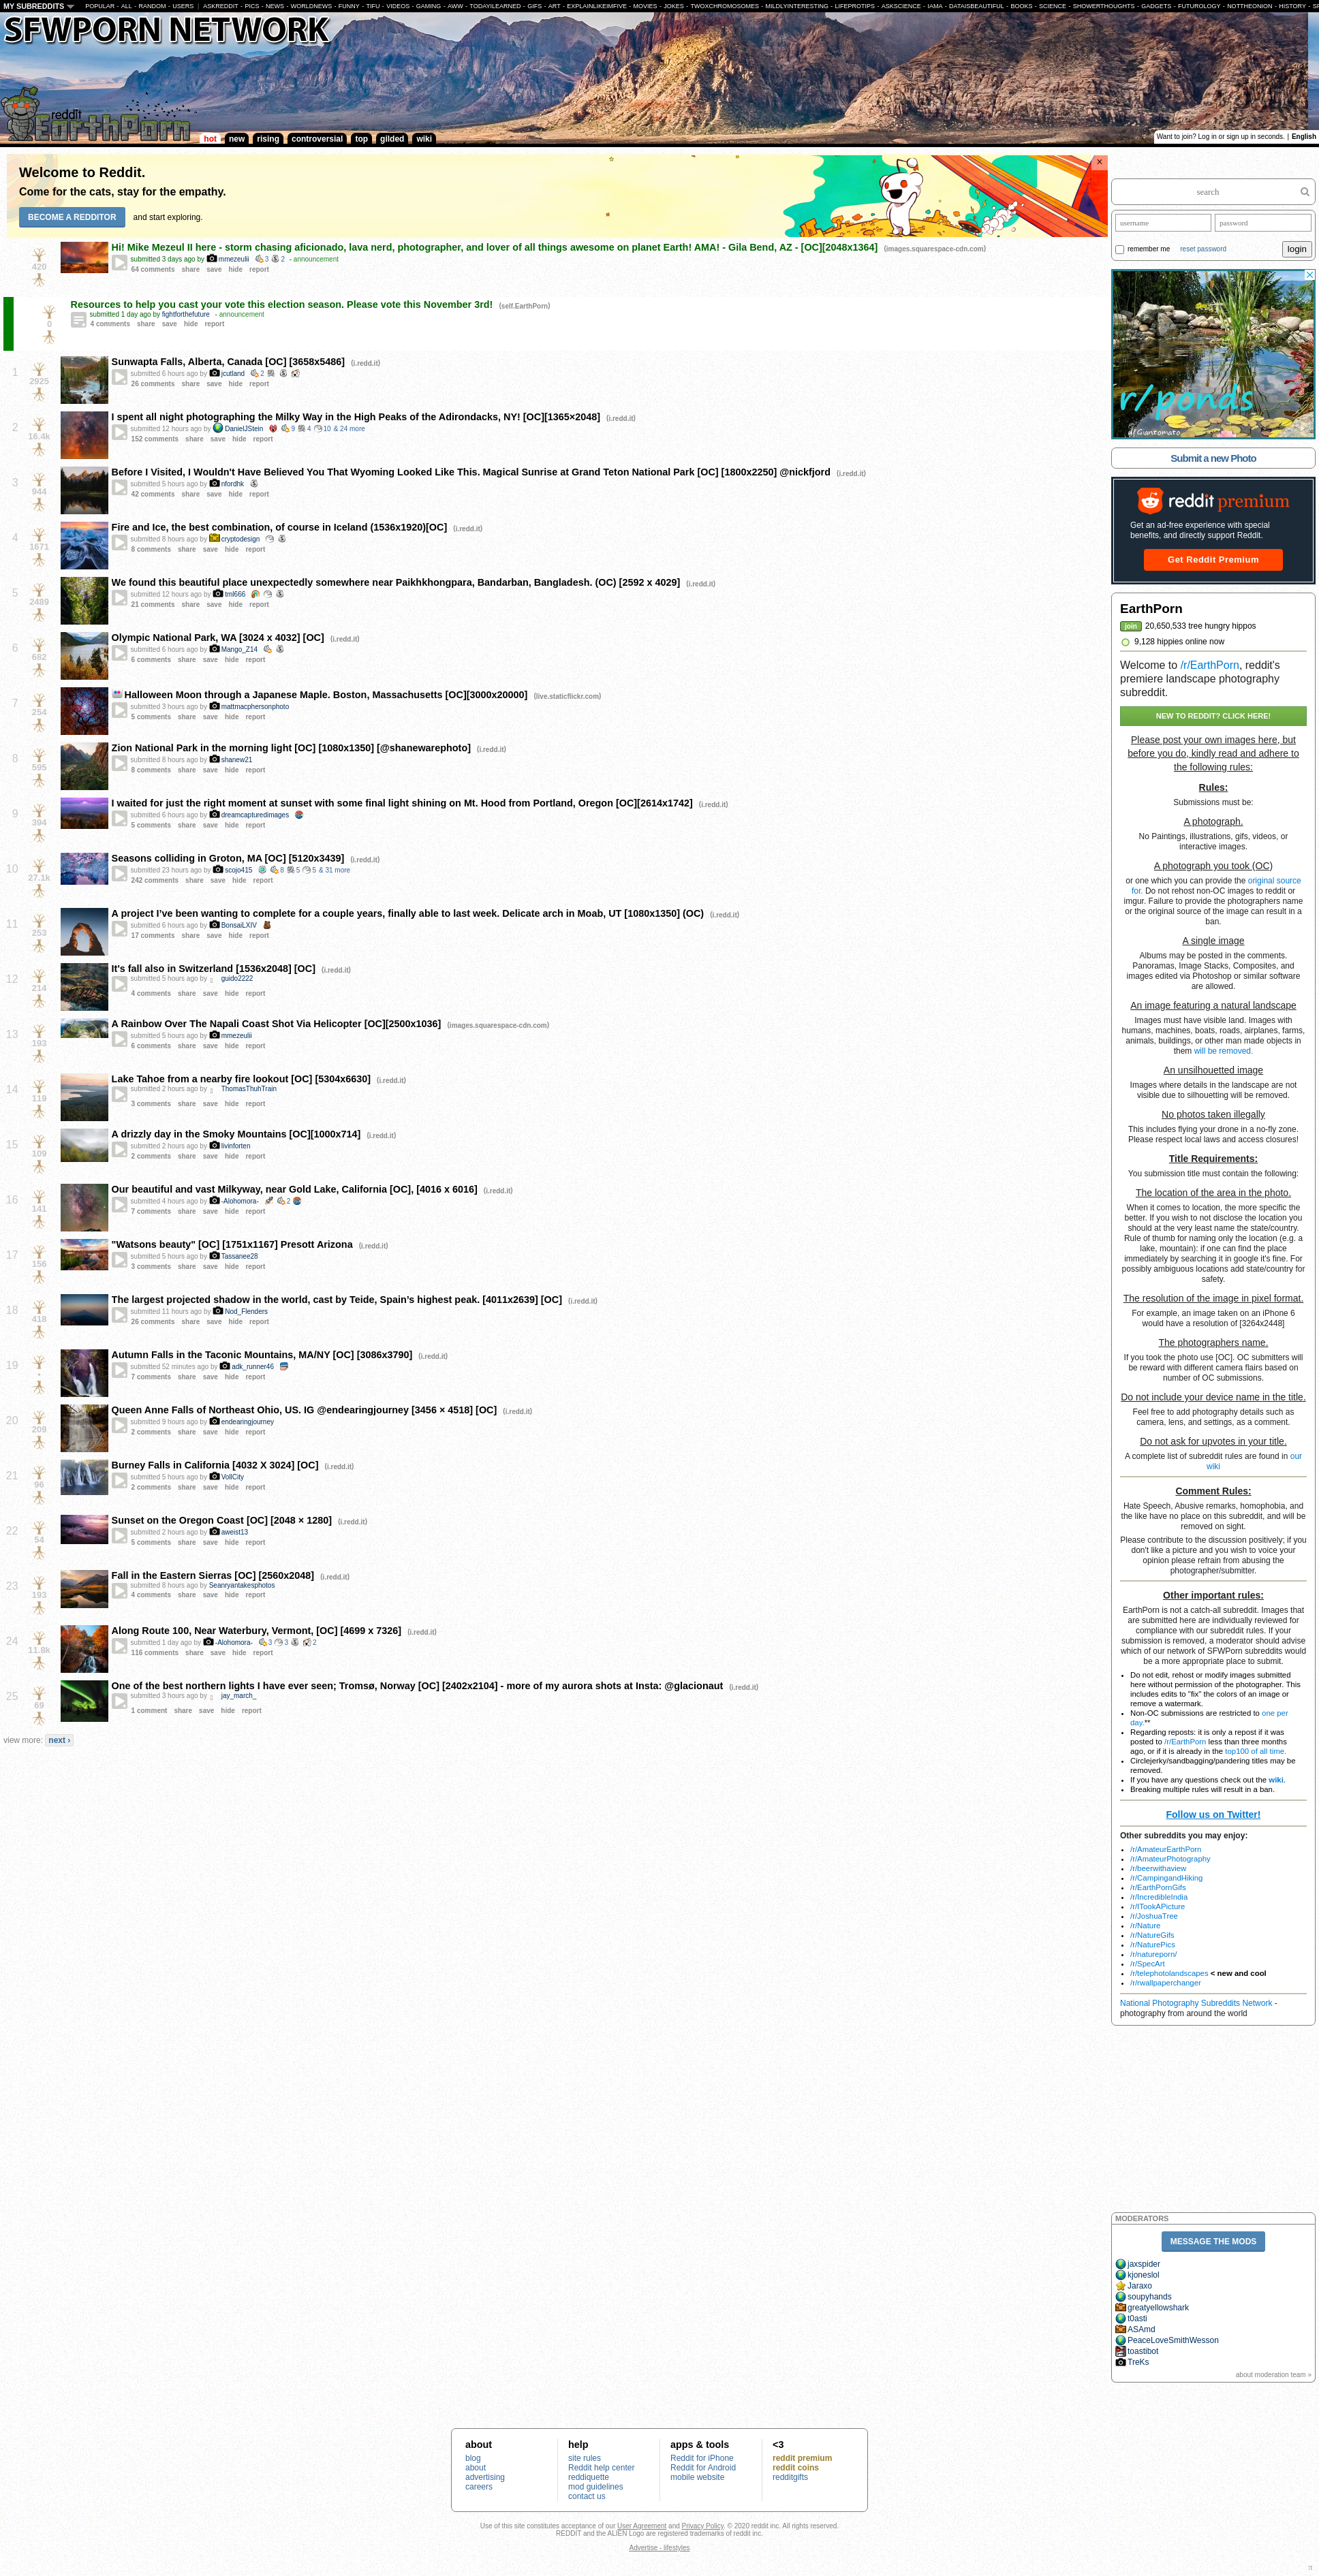 MY SUBREDDITS POPULAR - ALL - RANDOM - USERS | ASKREDDIT - PICS - NEWS - WORLDNEWS - FUNNY - TIFU - VIDEOS - GAMING - AWW - TODAYILEARNED - GIFS - ART - EXPLAINLIKEIMFIVE - MOVIES - JOKES - TWOXCHROMOSOMES - MILDLYINTERESTING - LIFEPROTIPS - ASKSCIENCE - IAMA - DATAISBEAUTIFUL - BOOKS - SCIENCE - SHOWERTHOUGHTS - GADGETS - FUTUROLOGY - NOTTHEONION - HISTORY
SFWPORN NETWORK
reddit
EarthPorn
hot new rising controversial top gilded wiki
Want to join? Log in or sign up in seconds. | English
Welcome to Reddit.
Come for the cats, stay for the empathy.
BECOME A REDDITOR and start exploring.
×
420
Hi! Mike Mezeul II here - storm chasing aficionado, lava nerd, photographer, and lover of all things awesome on planet Earth! AMA! - Gila Bend, AZ - [OC][2048x1364] (images.squarespace-cdn.com)
submitted 3 days ago by mmezeulii 3 2 - announcement
64 comments share save hide report
0
Resources to help you cast your vote this election season. Please vote this November 3rd! (self.EarthPorn)
submitted 1 day ago by fightforthefuture - announcement
4 comments share save hide report
1
2925
Sunwapta Falls, Alberta, Canada [OC] [3658x5486] (i.redd.it)
submitted 6 hours ago by jcutland 2
26 comments share save hide report
2
16.4k
I spent all night photographing the Milky Way in the High Peaks of the Adirondacks, NY! [OC][1365×2048] (i.redd.it)
submitted 12 hours ago by DanielJStein 9 4 10 & 24 more
152 comments share save hide report
3
944
Before I Visited, I Wouldn't Have Believed You That Wyoming Looked Like This. Magical Sunrise at Grand Teton National Park [OC] [1800x2250] @nickfjord (i.redd.it)
submitted 5 hours ago by nfordhk
42 comments share save hide report
4
1671
Fire and Ice, the best combination, of course in Iceland (1536x1920)[OC] (i.redd.it)
submitted 8 hours ago by cryptodesign
8 comments share save hide report
5
2489
We found this beautiful place unexpectedly somewhere near Paikhkhongpara, Bandarban, Bangladesh. (OC) [2592 x 4029] (i.redd.it)
submitted 12 hours ago by tml666
21 comments share save hide report
6
682
Olympic National Park, WA [3024 x 4032] [OC] (i.redd.it)
submitted 6 hours ago by Mango_Z14
6 comments share save hide report
7
254
Halloween Moon through a Japanese Maple. Boston, Massachusetts [OC][3000x20000] (live.staticflickr.com)
submitted 3 hours ago by mattmacphersonphoto
5 comments share save hide report
8
595
Zion National Park in the morning light [OC] [1080x1350] [@shanewarephoto] (i.redd.it)
submitted 8 hours ago by shanew21
8 comments share save hide report
9
394
I waited for just the right moment at sunset with some final light shining on Mt. Hood from Portland, Oregon [OC][2614x1742] (i.redd.it)
submitted 6 hours ago by dreamcapturedimages
5 comments share save hide report
10
27.1k
Seasons colliding in Groton, MA [OC] [5120x3439] (i.redd.it)
submitted 23 hours ago by scojo415 8 5 5 & 31 more
242 comments share save hide report
11
253
A project I’ve been wanting to complete for a couple years, finally able to last week. Delicate arch in Moab, UT [1080x1350] (OC) (i.redd.it)
submitted 6 hours ago by BonsaiLXIV
17 comments share save hide report
12
214
It's fall also in Switzerland [1536x2048] [OC] (i.redd.it)
submitted 5 hours ago by guido2222
4 comments share save hide report
13
193
A Rainbow Over The Napali Coast Shot Via Helicopter [OC][2500x1036] (images.squarespace-cdn.com)
submitted 5 hours ago by mmezeulii
6 comments share save hide report
14
119
Lake Tahoe from a nearby fire lookout [OC] [5304x6630] (i.redd.it)
submitted 2 hours ago by ThomasThuhTrain
3 comments share save hide report
15
109
A drizzly day in the Smoky Mountains [OC][1000x714] (i.redd.it)
submitted 2 hours ago by livinforten
2 comments share save hide report
16
141
Our beautiful and vast Milkyway, near Gold Lake, California [OC], [4016 x 6016] (i.redd.it)
submitted 4 hours ago by -Alohomora- 2
7 comments share save hide report
17
156
"Watsons beauty" [OC] [1751x1167] Presott Arizona (i.redd.it)
submitted 5 hours ago by Tassanee28
3 comments share save hide report
18
418
The largest projected shadow in the world, cast by Teide, Spain’s highest peak. [4011x2639] [OC] (i.redd.it)
submitted 11 hours ago by Nod_Flenders
26 comments share save hide report
19
•
Autumn Falls in the Taconic Mountains, MA/NY [OC] [3086x3790] (i.redd.it)
submitted 52 minutes ago by adk_runner46
7 comments share save hide report
20
209
Queen Anne Falls of Northeast Ohio, US. IG @endearingjourney [3456 × 4518] [OC] (i.redd.it)
submitted 9 hours ago by endearingjourney
2 comments share save hide report
21
96
Burney Falls in California [4032 X 3024] [OC] (i.redd.it)
submitted 5 hours ago by VollCity
2 comments share save hide report
22
54
Sunset on the Oregon Coast [OC] [2048 × 1280] (i.redd.it)
submitted 2 hours ago by aweist13
5 comments share save hide report
23
193
Fall in the Eastern Sierras [OC] [2560x2048] (i.redd.it)
submitted 8 hours ago by Seanryantakesphotos
4 comments share save hide report
24
11.8k
Along Route 100, Near Waterbury, Vermont, [OC] [4699 x 7326] (i.redd.it)
submitted 1 day ago by -Alohomora- 3 3 2
116 comments share save hide report
25
69
One of the best northern lights I have ever seen; Tromsø, Norway [OC] [2402x2104] - more of my aurora shots at Insta: @glacionaut (i.redd.it)
submitted 3 hours ago by jay_march_
1 comment share save hide report
view more: next ›
search
username password
remember me reset password login
r/ponds
d/Giantomato
Submit a new Photo
reddit premium
Get an ad-free experience with special
benefits, and directly support Reddit.
Get Reddit Premium
EarthPorn
join 20,650,533 tree hungry hippos
9,128 hippies online now
Welcome to /r/EarthPorn, reddit's
premiere landscape photography
subreddit.
NEW TO REDDIT? CLICK HERE!
Please post your own images here, but
before you do, kindly read and adhere to
the following rules:
Rules:
Submissions must be:
A photograph.
No Paintings, illustrations, gifs, videos, or
interactive images.
A photograph you took (OC)
or one which you can provide the original source
for. Do not rehost non-OC images to reddit or
imgur. Failure to provide the photographers name
or the original source of the image can result in a
ban.
A single image
Albums may be posted in the comments.
Panoramas, Image Stacks, Composites, and
images edited via Photoshop or similar software
are allowed.
An image featuring a natural landscape
Images must have visible land. Images with
humans, machines, boats, roads, airplanes, farms,
animals, buildings, or other man made objects in
them will be removed.
An unsilhouetted image
Images where details in the landscape are not
visible due to silhouetting will be removed.
No photos taken illegally
This includes flying your drone in a no-fly zone.
Please respect local laws and access closures!
Title Requirements:
You submission title must contain the following:
The location of the area in the photo.
When it comes to location, the more specific the
better. If you wish to not disclose the location you
should at the very least name the state/country.
Rule of thumb for naming only the location (e.g. a
lake, mountain): if one can find the place
immediately by searching it in google it's fine. For
possibly ambiguous locations add state/country for
safety.
The resolution of the image in pixel format.
For example, an image taken on an iPhone 6
would have a resolution of [3264x2448]
The photographers name.
If you took the photo use [OC]. OC submitters will
be reward with different camera flairs based on
number of OC submissions.
Do not include your device name in the title.
Feel free to add photography details such as
camera, lens, and settings, as a comment.
Do not ask for upvotes in your title.
A complete list of subreddit rules are found in our
wiki
Comment Rules:
Hate Speech, Abusive remarks, homophobia, and
the like have no place on this subreddit, and will be
removed on sight.
Please contribute to the discussion positively; if you
don't like a picture and you wish to voice your
opinion please refrain from abusing the
photographer/submitter.
Other important rules:
EarthPorn is not a catch-all subreddit. Images that
are submitted here are individually reviewed for
compliance with our subreddit rules. If your
submission is removed, a moderator should advise
which of our network of SFWPorn subreddits would
be a more appropriate place to submit.
• Do not edit, rehost or modify images submitted
here without permission of the photographer. This
includes edits to "fix" the colors of an image or
remove a watermark.
• Non-OC submissions are restricted to one per
day.**
• Regarding reposts: it is only a repost if it was
posted to /r/EarthPorn less than three months
ago, or if it is already in the top100 of all time.
• Circlejerky/sandbagging/pandering titles may be
removed.
• If you have any questions check out the wiki.
• Breaking multiple rules will result in a ban.
Follow us on Twitter!
Other subreddits you may enjoy:
• /r/AmateurEarthPorn
• /r/AmateurPhotography
• /r/beerwithaview
• /r/CampingandHiking
• /r/EarthPornGifs
• /r/IncredibleIndia
• /r/ITookAPicture
• /r/JoshuaTree
• /r/Nature
• /r/NatureGifs
• /r/NaturePics
• /r/natureporn/
• /r/SpecArt
• /r/telephotolandscapes < new and cool
• /r/rwallpaperchanger
National Photography Subreddits Network -
photography from around the world
MODERATORS
MESSAGE THE MODS
jaxspider
kjoneslol
Jaraxo
soupyhands
greatyellowshark
t0asti
ASAmd
PeaceLoveSmithWesson
toastibot
TreKs
about moderation team »
about
blog
about
advertising
careers
help
site rules
Reddit help center
reddiquette
mod guidelines
contact us
apps & tools
Reddit for iPhone
Reddit for Android
mobile website
<3
reddit premium
reddit coins
redditgifts
Use of this site constitutes acceptance of our User Agreement and Privacy Policy. © 2020 reddit inc. All rights reserved.
REDDIT and the ALIEN Logo are registered trademarks of reddit inc.
Advertise - lifestyles
π